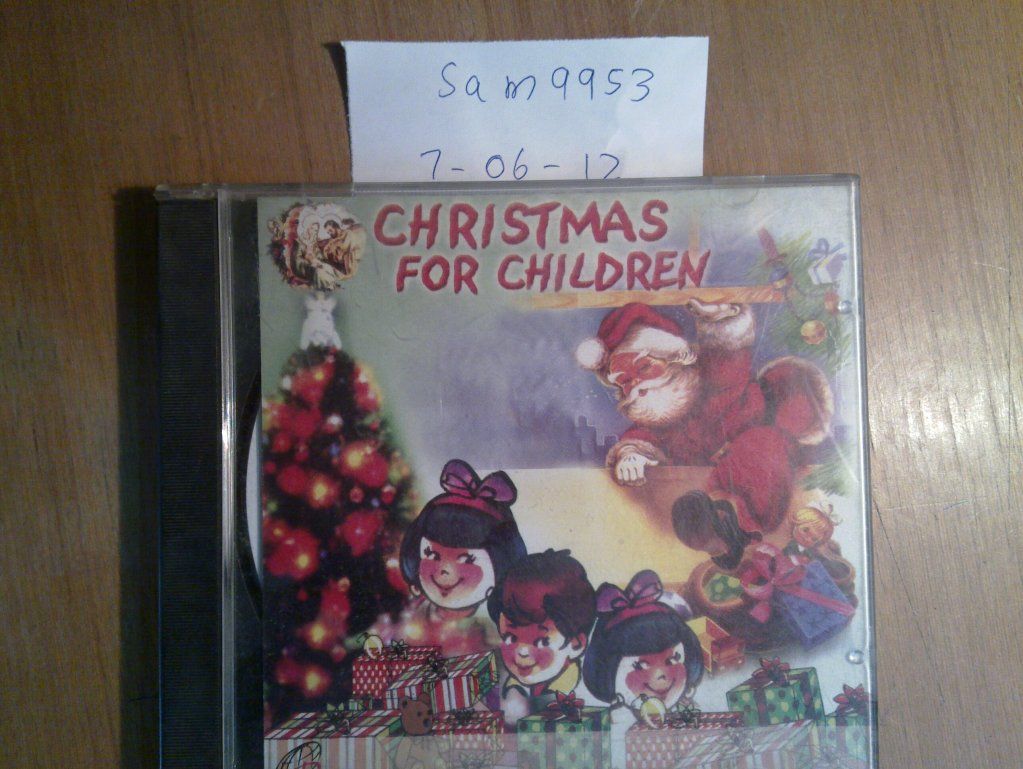 Sam9953
7-06-12
CHRISTMAS
FOR CHILDREN